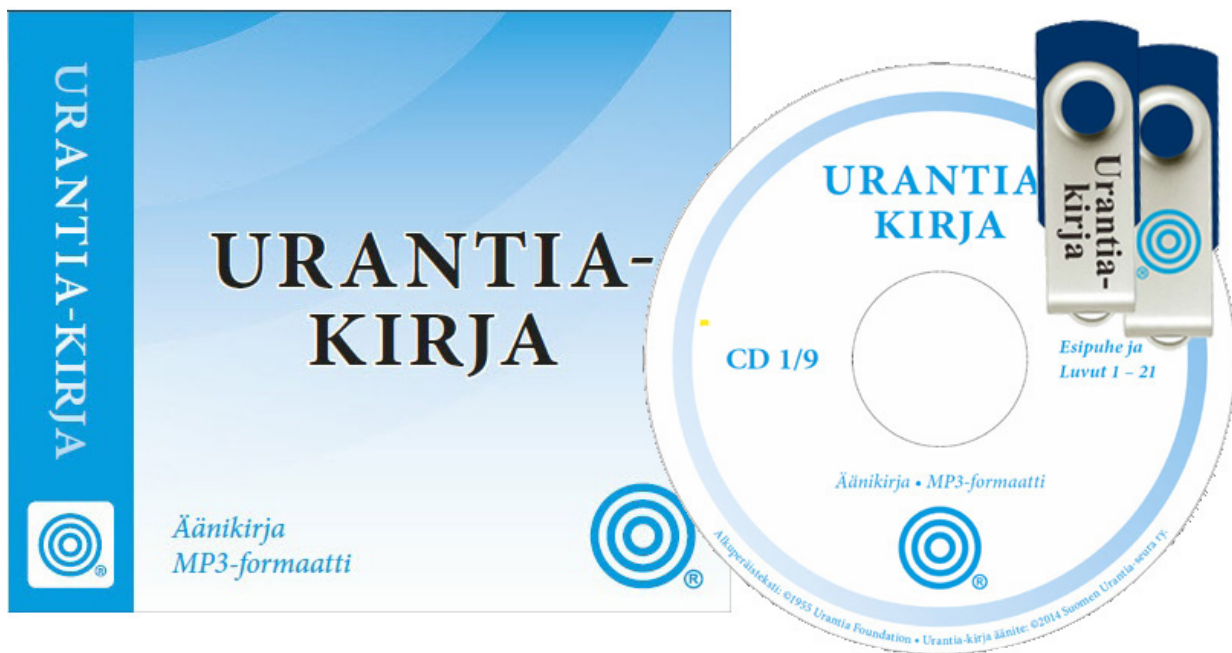 URANTIA-KIRJA
®
URANTIA-
KIRJA
Äänikirja
MP3-formaatti
®
URANTIA
KIRJA
CD 1/9
Esipuhe ja
Luvut 1 – 21
Äänikirja • MP3-formaatti
®
Alkuperäisteksti: ©1955 Urantia Foundation • Urantia-kirja äänite: ©2014 Suomen Urantia-seura ry.
Urantia-
kirja
®